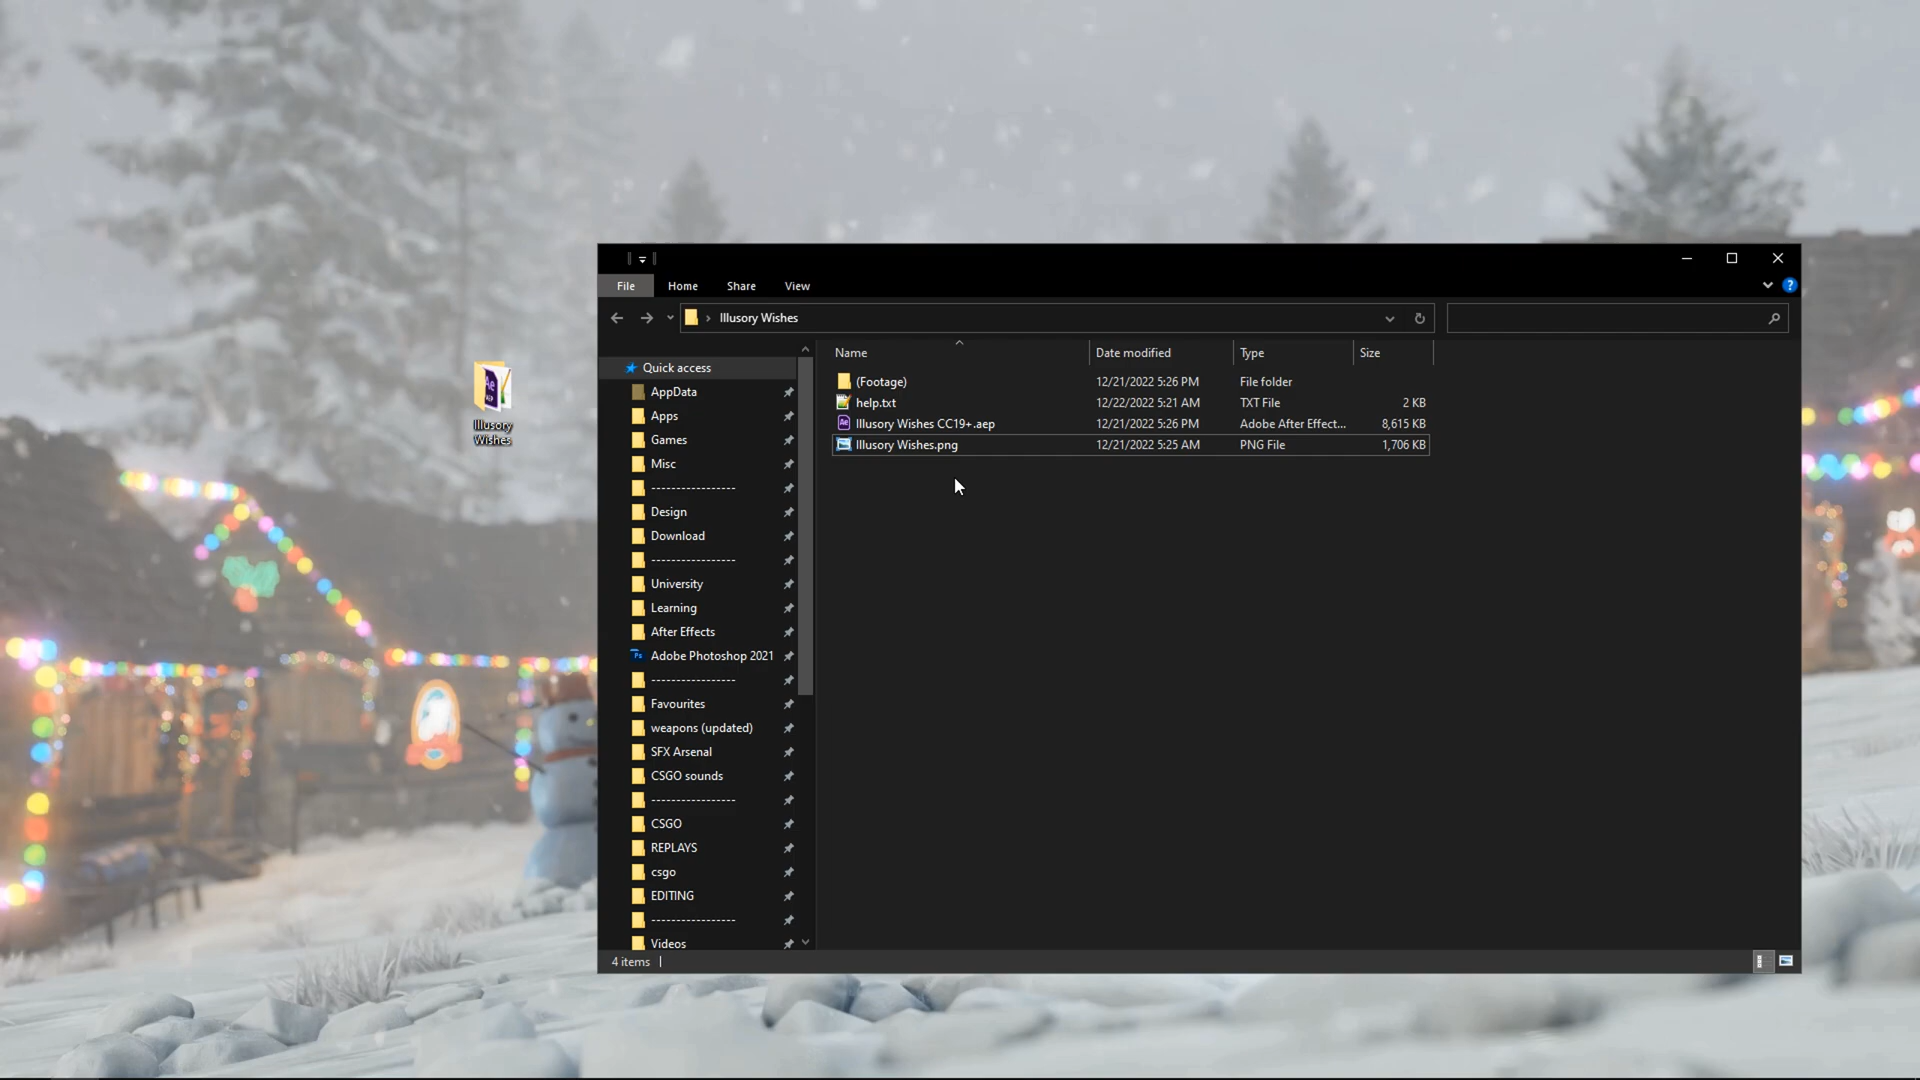 Illusory
Wishes
File Home Share View
Illusory Wishes
Name Date modified Type Size
Quick access
AppData
Apps
Games
Misc
-----------------
Design
Download
-----------------
University
Learning
After Effects
Adobe Photoshop 2021
-----------------
Favourites
weapons (updated)
SFX Arsenal
CSGO sounds
-----------------
CSGO
REPLAYS
csgo
EDITING
-----------------
Videos
(Footage) 12/21/2022 5:26 PM File folder
help.txt 12/22/2022 5:21 AM TXT File 2 KB
Illusory Wishes CC19+.aep 12/21/2022 5:26 PM Adobe After Effect... 8,615 KB
Illusory Wishes.png 12/21/2022 5:25 AM PNG File 1,706 KB
4 items